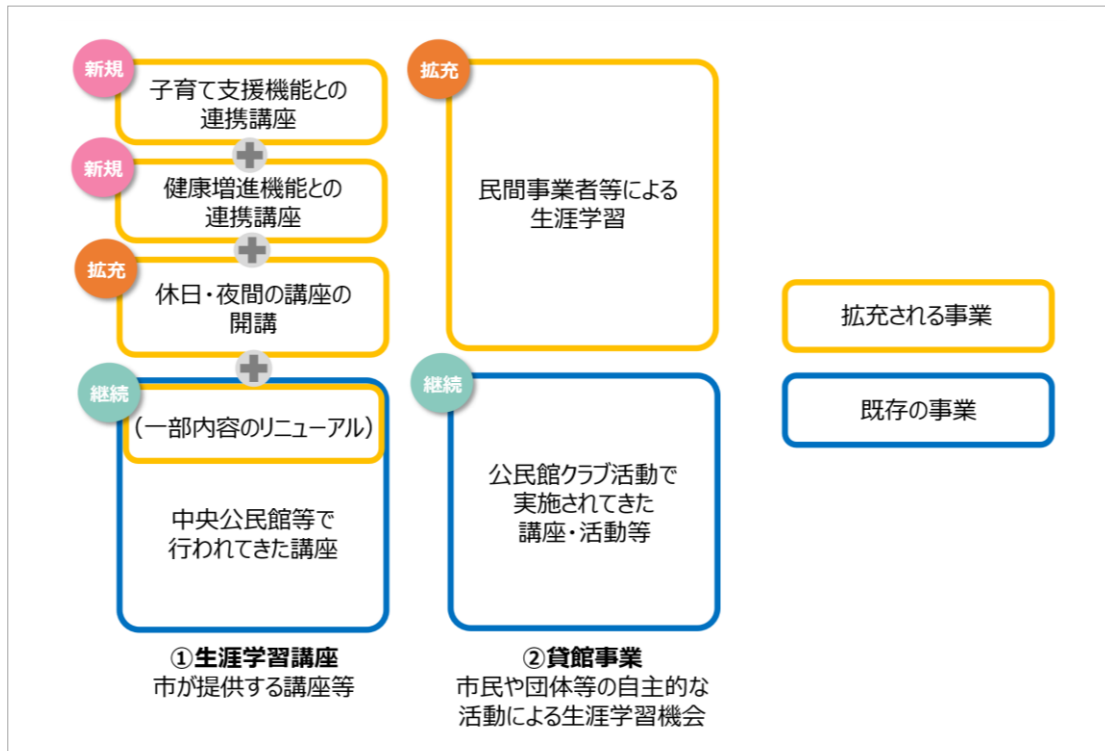 新規
子育て支援機能との
連携講座
新規
健康増進機能との
連携講座
拡充
休日・夜間の講座の
開講
継続
（一部内容のリニューアル）
中央公民館等で
行われてきた講座
①生涯学習講座
市が提供する講座等
拡充
民間事業者等による
生涯学習
継続
公民館クラブ活動で
実施されてきた
講座・活動等
②貸館事業
市民や団体等の自主的な
活動による生涯学習機会
拡充される事業
既存の事業